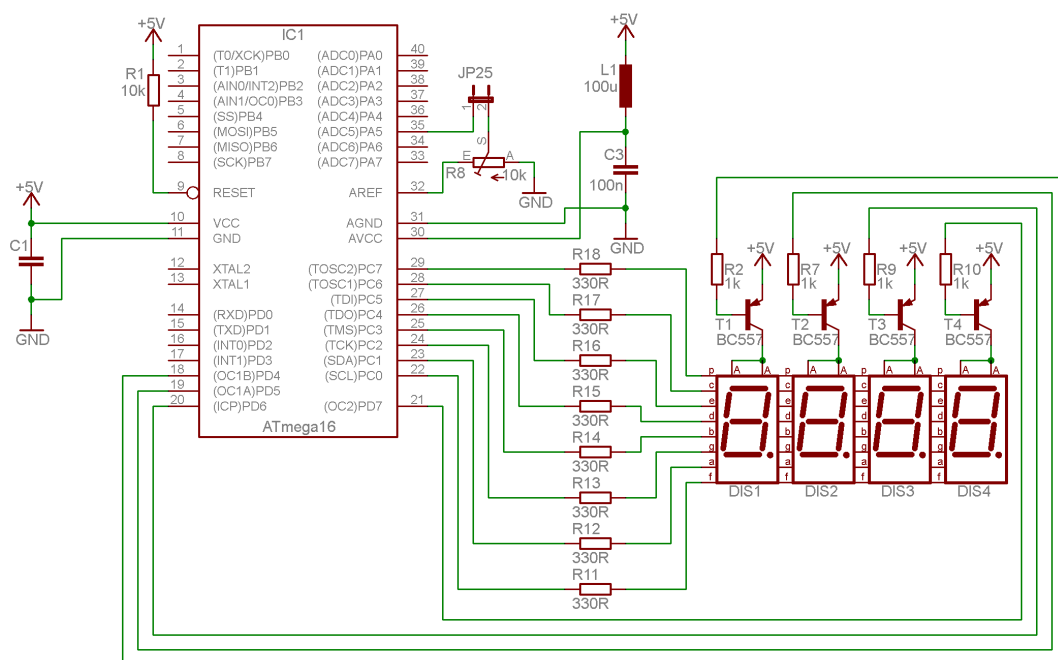 +5V
R1
10k
IC1
1 (T0/XCK)PB0 (ADC0)PA0 40
2 (T1)PB1 (ADC1)PA1 39
3 (AIN0/INT2)PB2 (ADC2)PA2 38
4 (AIN1/OC0)PB3 (ADC3)PA3 37
5 (SS)PB4 (ADC4)PA4 36
6 (MOSI)PB5 (ADC5)PA5 35
7 (MISO)PB6 (ADC6)PA6 34
8 (SCK)PB7 (ADC7)PA7 33
9 RESET AREF 32
10 VCC AGND 31
11 GND AVCC 30
12 XTAL2 (TOSC2)PC7 29
13 XTAL1 (TOSC1)PC6 28
(TDI)PC5 27
14 (RXD)PD0 (TDO)PC4 26
15 (TXD)PD1 (TMS)PC3 25
16 (INT0)PD2 (TCK)PC2 24
17 (INT1)PD3 (SDA)PC1 23
18 (OC1B)PD4 (SCL)PC0 22
19 (OC1A)PD5
20 (ICP)PD6 (OC2)PD7 21
ATmega16
+5V
C1
GND
JP25
1 2
S
E A
R8 10k
GND
+5V
L1
100u
C3
100n
GND
R18
330R
R17
330R
R16
330R
R15
330R
R14
330R
R13
330R
R12
330R
R11
330R
+5V +5V +5V +5V
R2 R7 R9 R10
1k 1k 1k 1k
T1 T2 T3 T4
BC557 BC557 BC557 BC557
A A A A A A A A
p p p p
c c c c
e e e e
d d d d
b b b b
g g g g
a a a a
f f f f
DIS1 DIS2 DIS3 DIS4